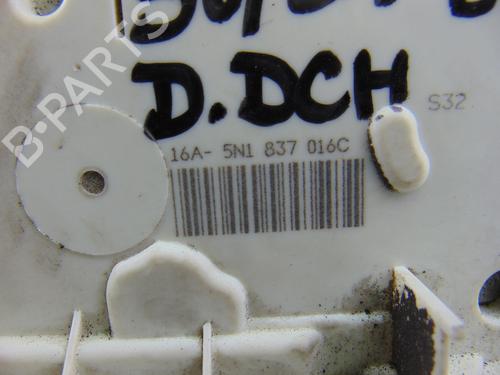 D.DCH
S32
16A- 5N1 837 016C
B-PARTS